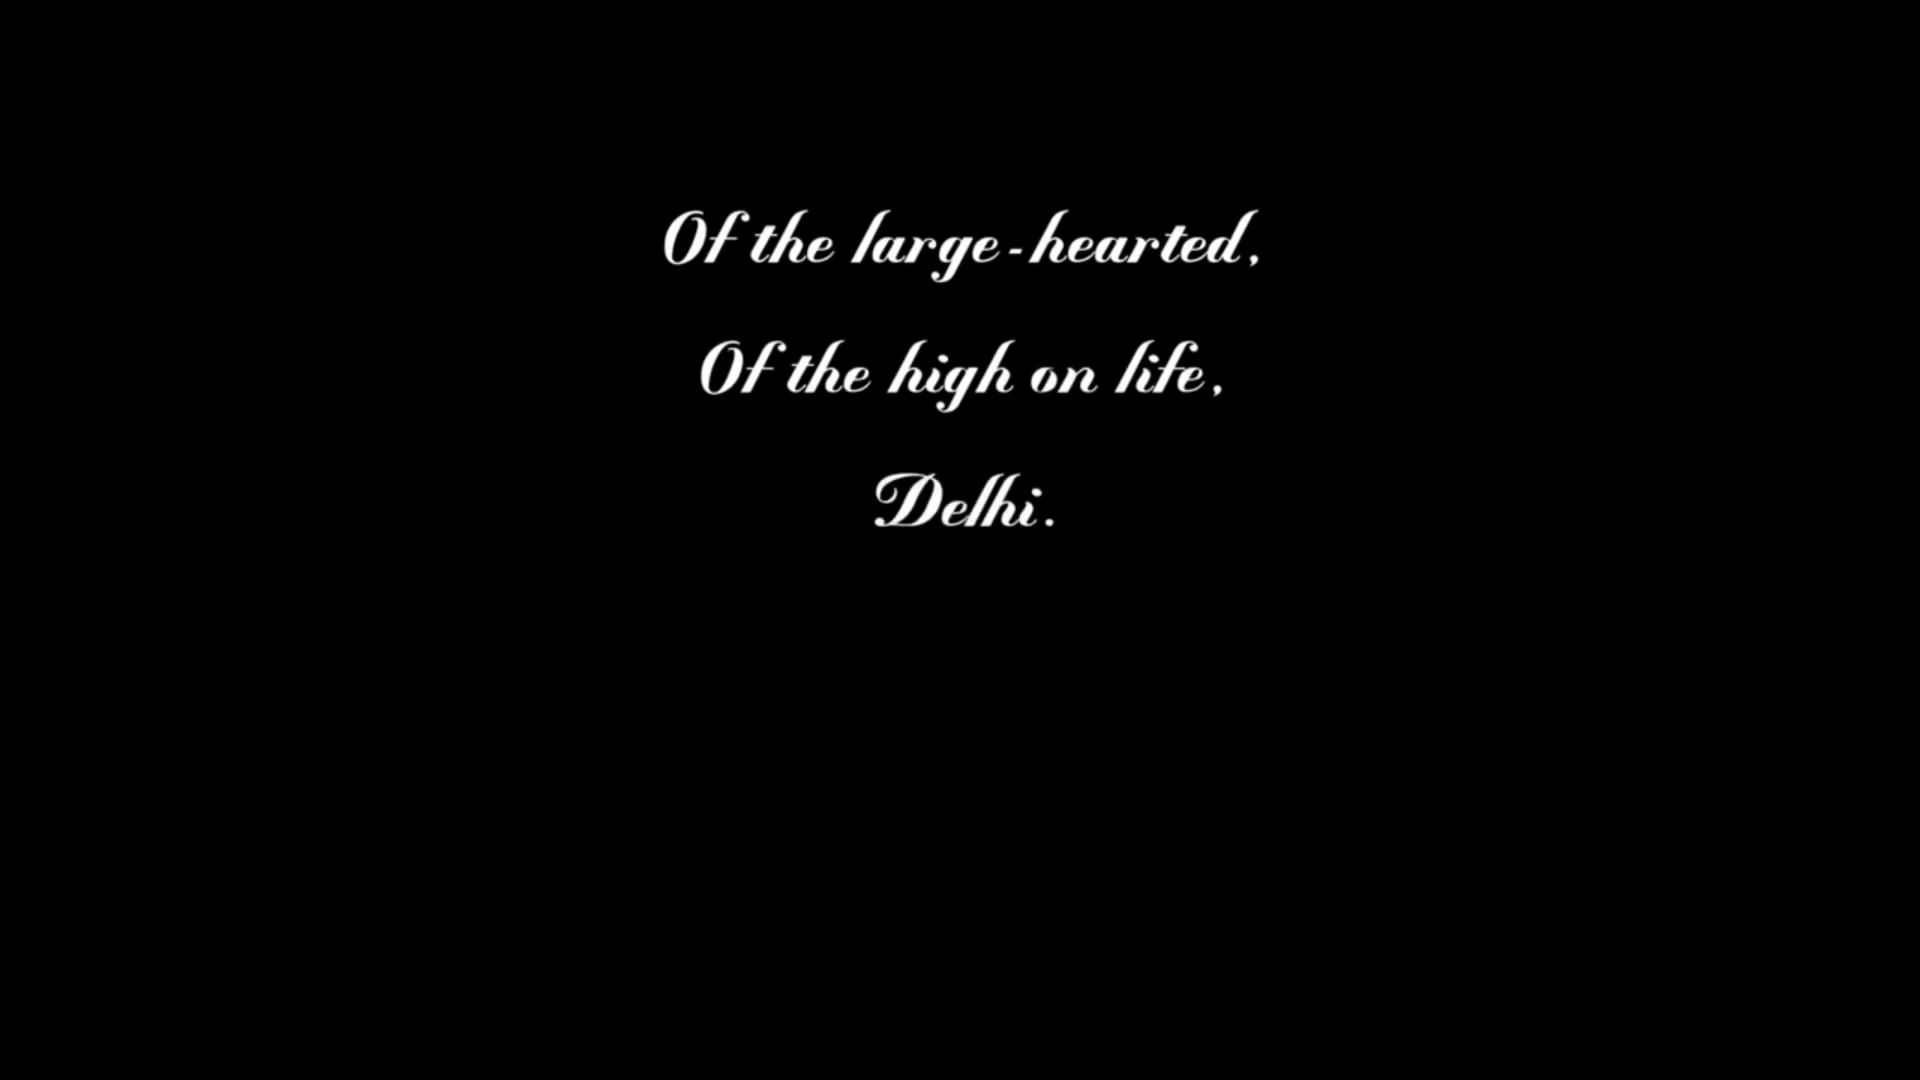 Of the large-hearted,
Of the high on life,
Delhi.